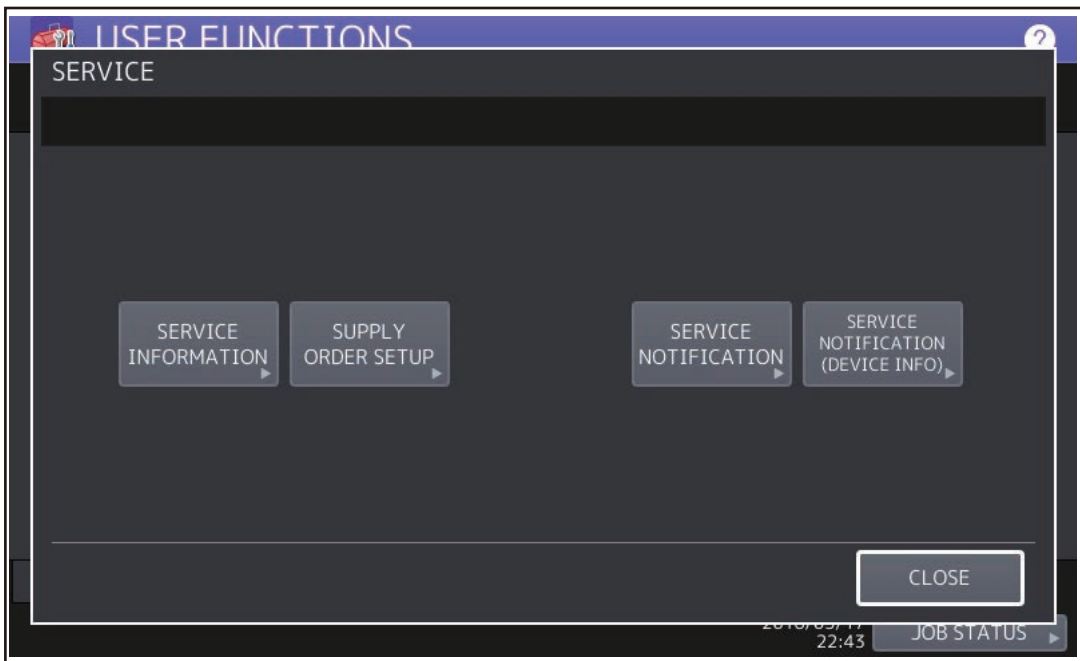 USER FUNCTIONS
?
SERVICE
SERVICE
INFORMATION
SUPPLY
ORDER SETUP
SERVICE
NOTIFICATION
SERVICE
NOTIFICATION
(DEVICE INFO)
CLOSE
22:43
JOB STATUS